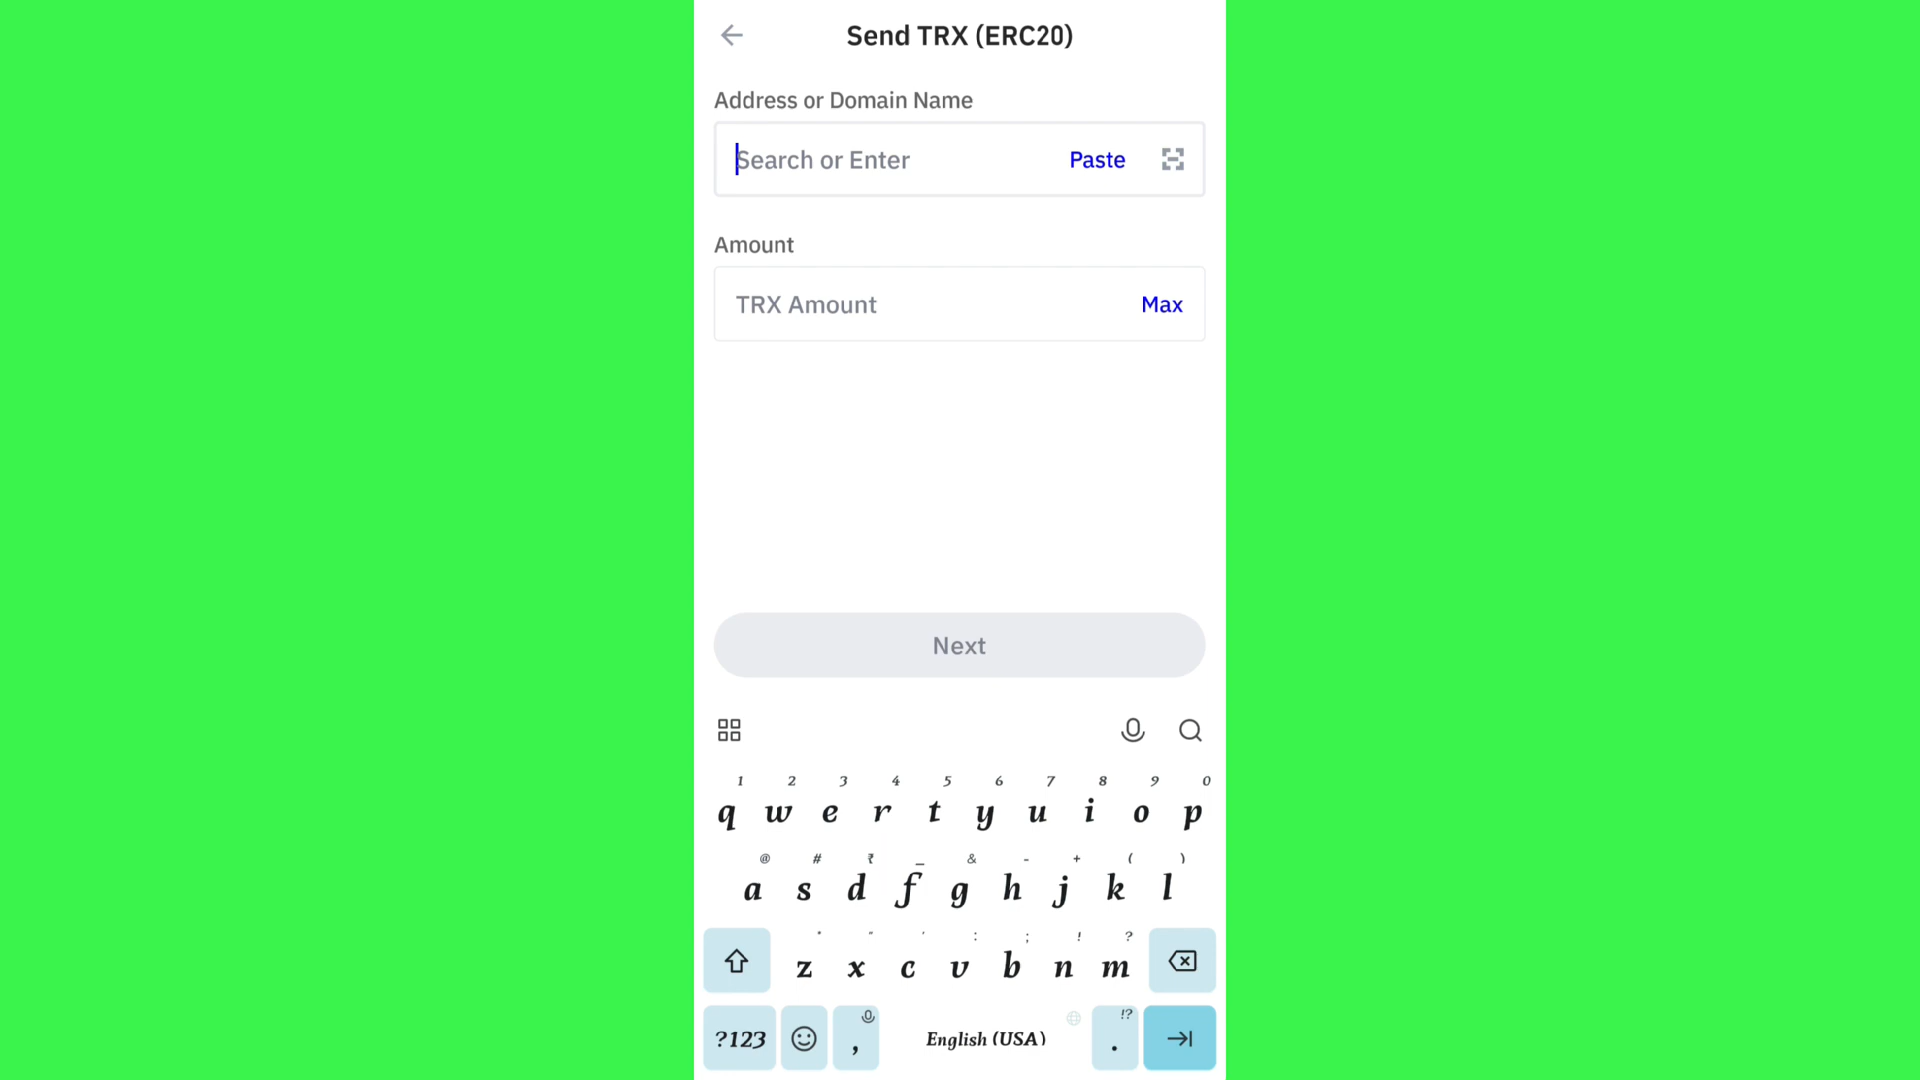 Send TRX (ERC20)
Address or Domain Name
Search or Enter Paste
Amount
TRX Amount Max
Next
1 2 3 4 5 6 7 8 9 0
q w e r t y u i o p
@ # ₹ _ & - + ( )
a s d f g h j k l
* " ' : ; ! ?
z x c v b n m
!?
?123 , English (USA) .